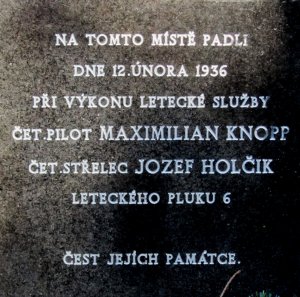 NA TOMTO MÍSTĚ PADLI
DNE 12.ÚNORA 1936
PŘI VÝKONU LETECKÉ SLUŽBY
ČET.PILOT MAXIMILIAN KNOPP
ČET.STŘELEC JOZEF HOLČIK
LETECKÉHO PLUKU 6
ČEST JEJÍCH PAMÁTCE.